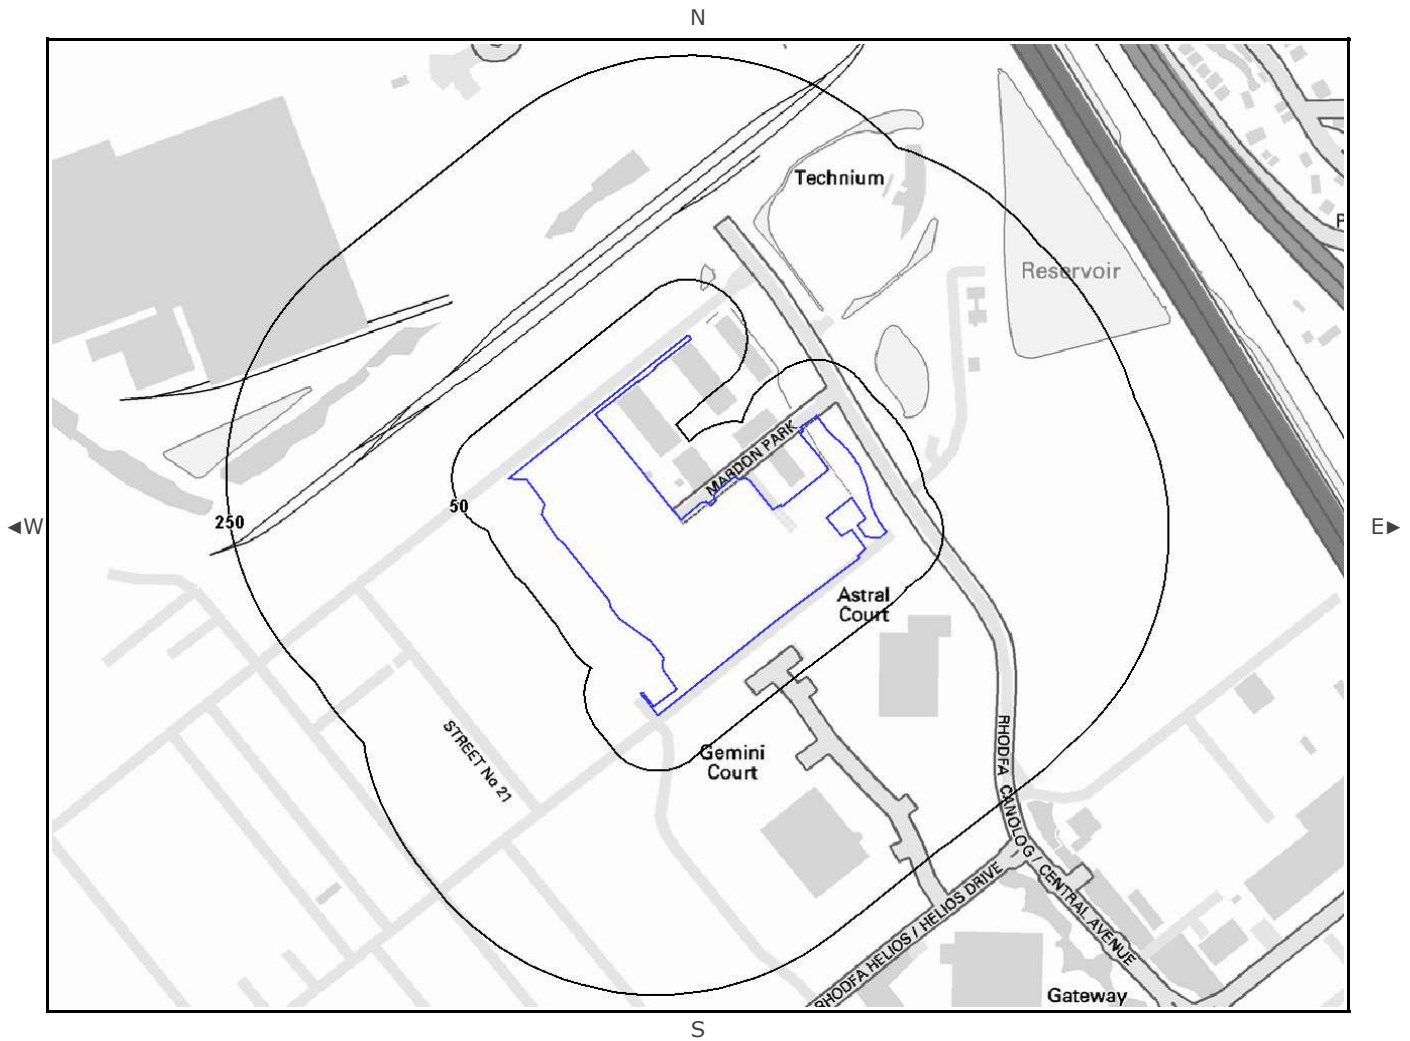 N
Technium
P
Reservoir
MARDON PARK
50
250
◄W
E►
Astral
Court
STREET No 21
Gemini
Court
RHODFA CANOLOG / CENTRAL AVENUE
RHODFA HELIOS / HELIOS DRIVE
Gateway
S